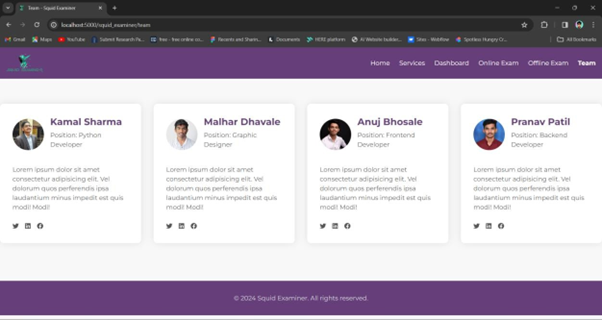 Team - Squid Examiner
localhost:5000/squid_examiner/team
Gmail Maps YouTube Submit Research Pa... free - free online co... Accents and Sharin... Documents HERE platform AI Website builder... Sites - Webflow Spotless Hungry O... All Bookmarks
SQUID EXAMINER
Home Services Dashboard Online Exam Offline Exam Team
Kamal Sharma
Position: Python
Developer
Lorem ipsum dolor sit amet
consectetur adipisicing elit. Vel
dolorum quos perferendis ipsa
laudantium minus impedit est quis
modi! Modi!
Malhar Dhavale
Position: Graphic
Designer
Lorem ipsum dolor sit amet
consectetur adipisicing elit. Vel
dolorum quos perferendis ipsa
laudantium minus impedit est quis
modi! Modi!
Anuj Bhosale
Position: Frontend
Developer
Lorem ipsum dolor sit amet
consectetur adipisicing elit. Vel
dolorum quos perferendis ipsa
laudantium minus impedit est quis
modi! Modi!
Pranav Patil
Position: Backend
Developer
Lorem ipsum dolor sit amet
consectetur adipisicing elit. Vel
dolorum quos perferendis ipsa
laudantium minus impedit est quis
modi! Modi!
© 2024 Squid Examiner. All rights reserved.